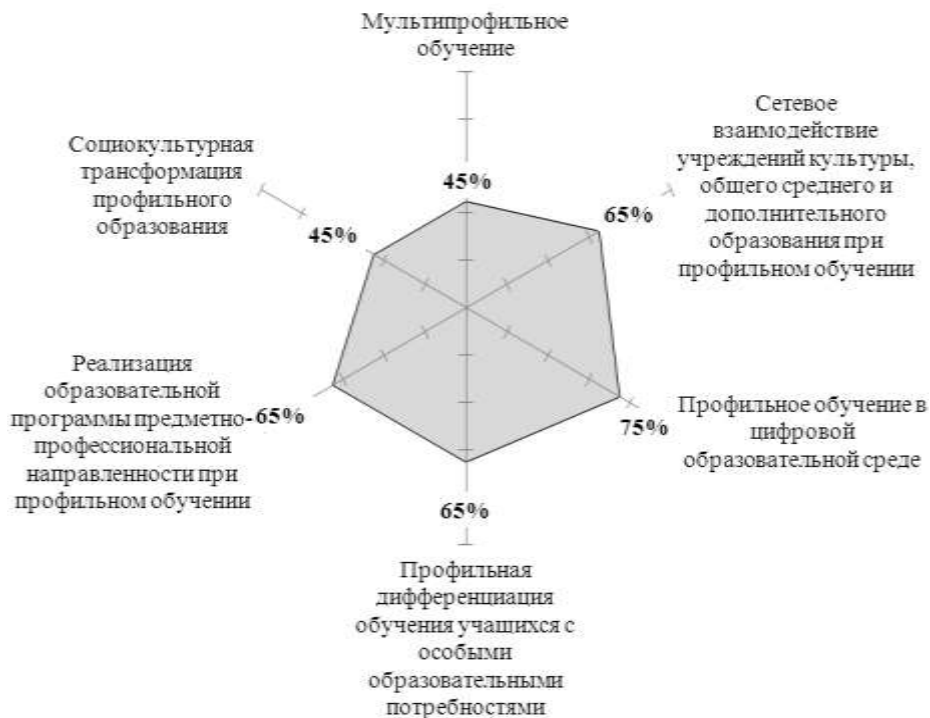 Мультипрофильное
обучение
45%
Сетевое
взаимодействие
учреждений культуры,
общего среднего и
дополнительного
образования при
профильном обучении
65%
Профильное обучение в
цифровой
образовательной среде
75%
65%
Профильная
дифференциация
обучения учащихся с
особыми
образовательными
потребностями
Реализация
образовательной
программы предметно-
профессиональной
направленности при
профильном обучении
65%
Социокультурная
трансформация
профильного
образования
45%